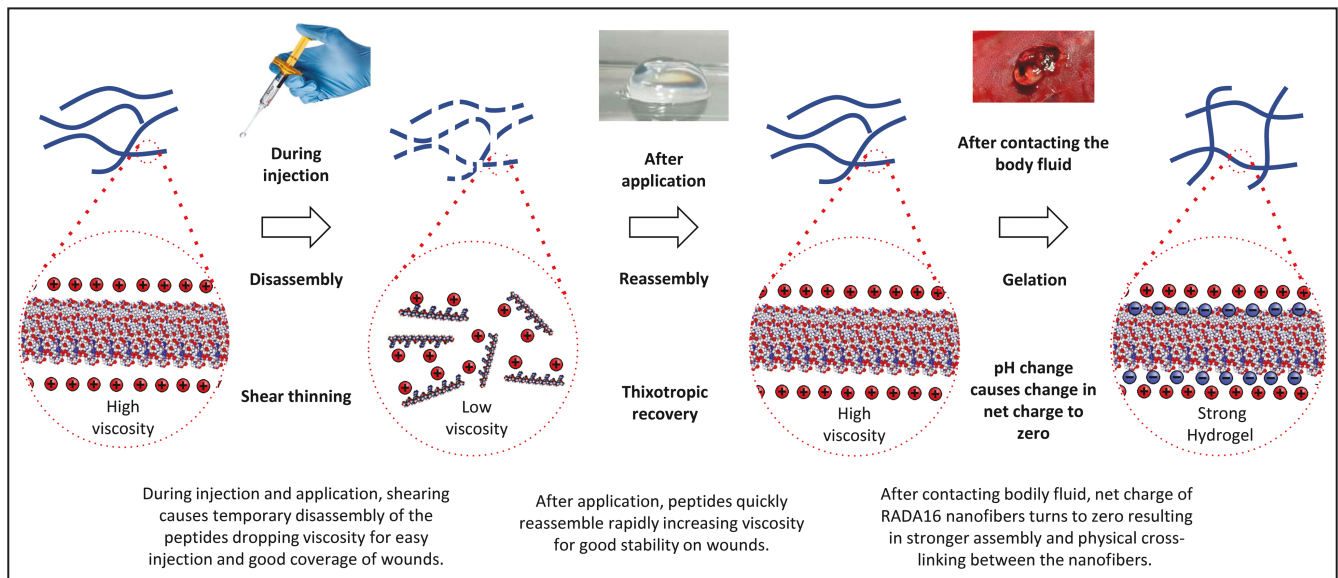 During
injection
Disassembly
Shear thinning
After
application
Reassembly
Thixotropic
recovery
After contacting the
body fluid
Gelation
pH change
causes change in
net charge to
zero
High
viscosity
Low
viscosity
High
viscosity
Strong
Hydrogel
During injection and application, shearing
causes temporary disassembly of the
peptides dropping viscosity for easy
injection and good coverage of wounds.
After application, peptides quickly
reassemble rapidly increasing viscosity
for good stability on wounds.
After contacting bodily fluid, net charge of
RADA16 nanofibers turns to zero resulting
in stronger assembly and physical cross-
linking between the nanofibers.